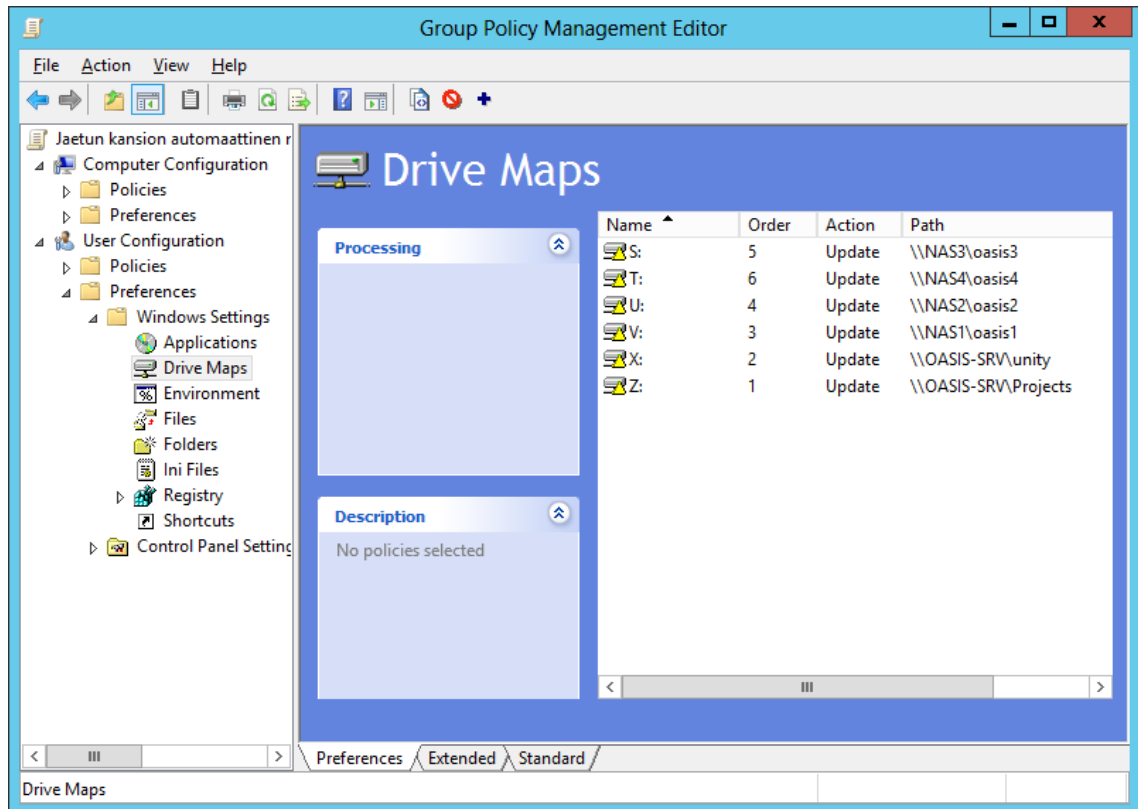 Group Policy Management Editor
File Action View Help
Jaetun kansion automaattinen r
Computer Configuration
Policies
Preferences
User Configuration
Policies
Preferences
Windows Settings
Applications
Drive Maps
Environment
Files
Folders
Ini Files
Registry
Shortcuts
Control Panel Setting
Drive Maps
Processing
Description
No policies selected
Name Order Action Path
S: 5 Update \\NAS3\oasis3
T: 6 Update \\NAS4\oasis4
U: 4 Update \\NAS2\oasis2
V: 3 Update \\NAS1\oasis1
X: 2 Update \\OASIS-SRV\unity
Z: 1 Update \\OASIS-SRV\Projects
Preferences Extended Standard
Drive Maps